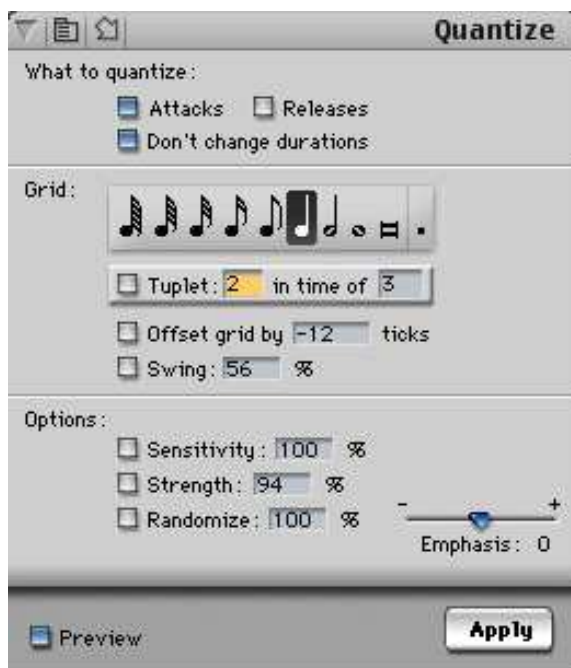 Quantize
What to quantize:
Attacks Releases
Don't change durations
Grid:
Tuplet: 2 in time of 3
Offset grid by -12 ticks
Swing: 56 %
Options:
Sensitivity: 100 %
Strength: 94 %
Randomize: 100 %
- +
Emphasis: 0
Preview
Apply